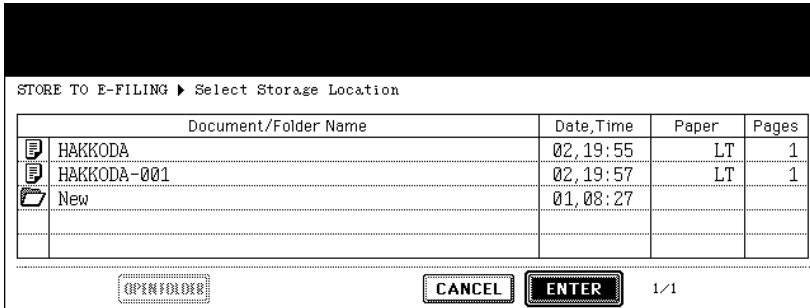 STORE TO E-FILING ▶ Select Storage Location
Document/Folder Name Date,Time Paper Pages
HAKKODA 02,19:55 LT 1
HAKKODA-001 02,19:57 LT 1
New 01,08:27
OPEN FOLDER CANCEL ENTER 1/1